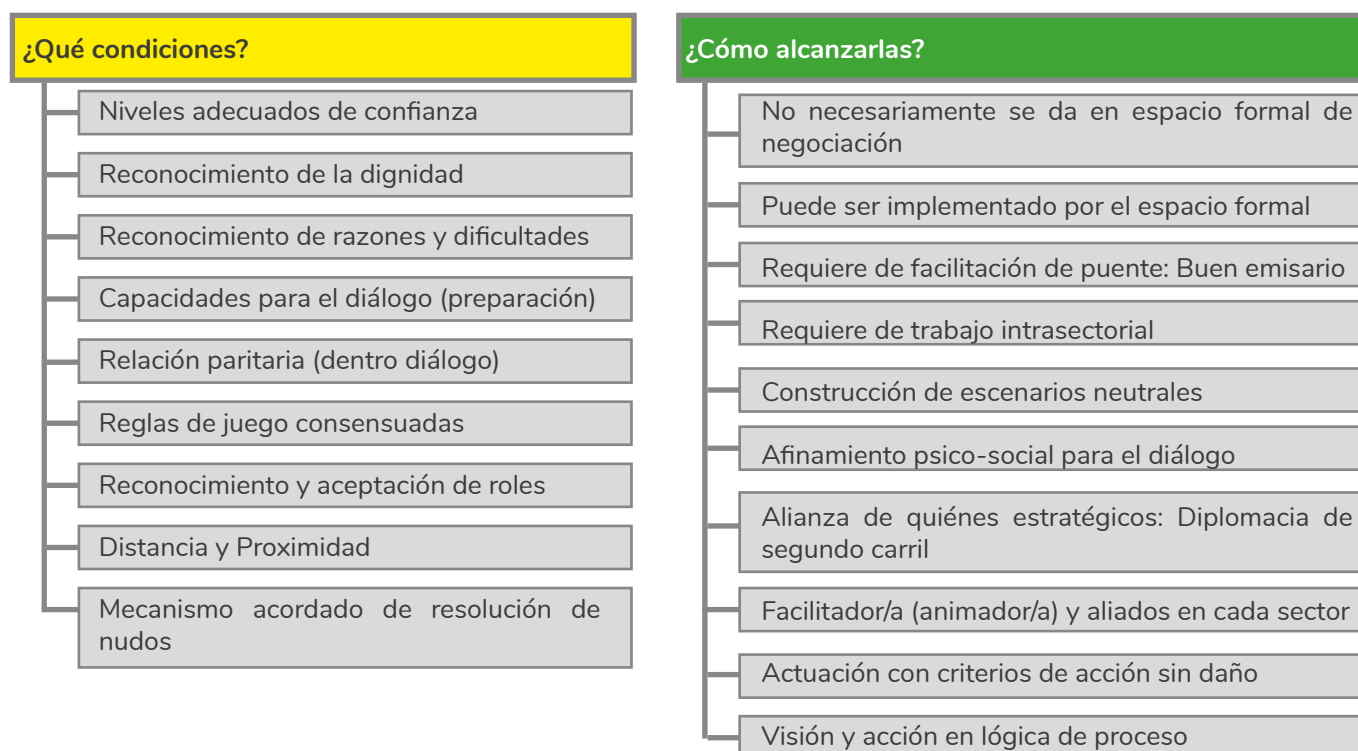 ¿Qué condiciones?
Niveles adecuados de confianza
Reconocimiento de la dignidad
Reconocimiento de razones y dificultades
Capacidades para el diálogo (preparación)
Relación paritaria (dentro diálogo)
Reglas de juego consensuadas
Reconocimiento y aceptación de roles
Distancia y Proximidad
Mecanismo acordado de resolución de
nudos
¿Cómo alcanzarlas?
No necesariamente se da en espacio formal de
negociación
Puede ser implementado por el espacio formal
Requiere de facilitación de puente: Buen emisario
Requiere de trabajo intrasectorial
Construcción de escenarios neutrales
Afinamiento psico-social para el diálogo
Alianza de quiénes estratégicos: Diplomacia de
segundo carril
Facilitador/a (animador/a) y aliados en cada sector
Actuación con criterios de acción sin daño
Visión y acción en lógica de proceso